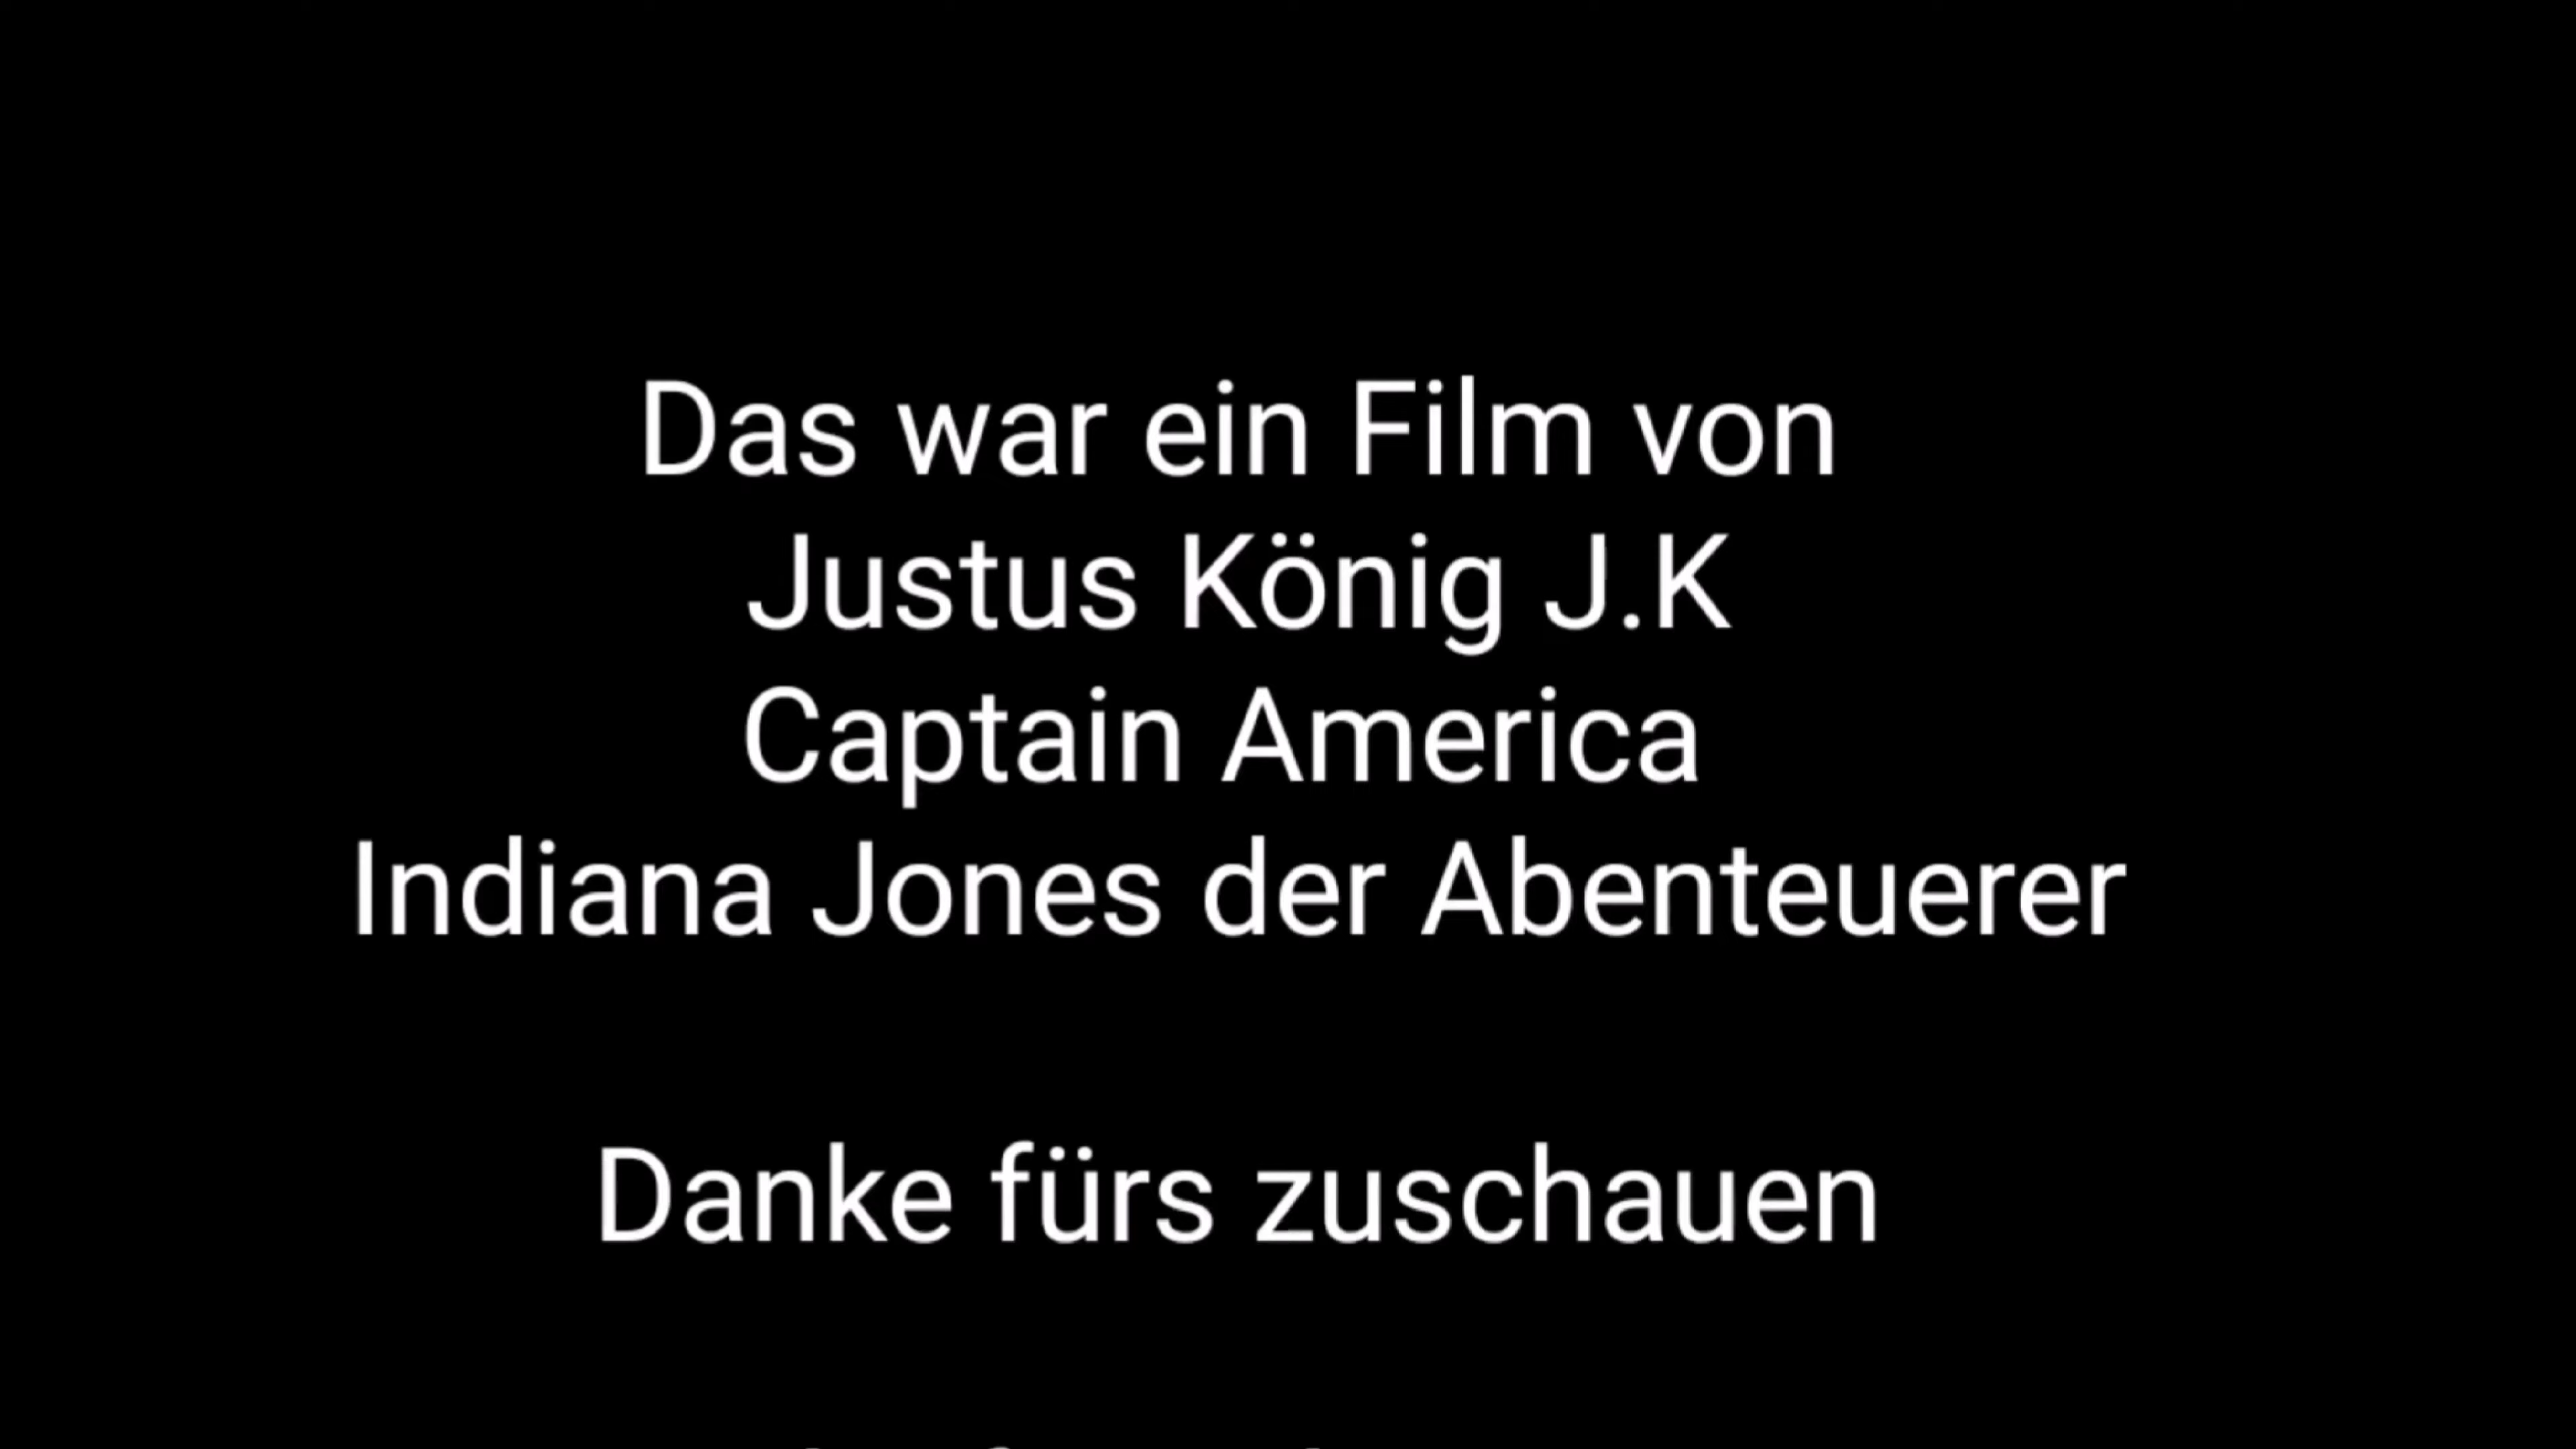 Das war ein Film von
Justus König J.K
Captain America
Indiana Jones der Abenteuerer
Danke fürs zuschauen